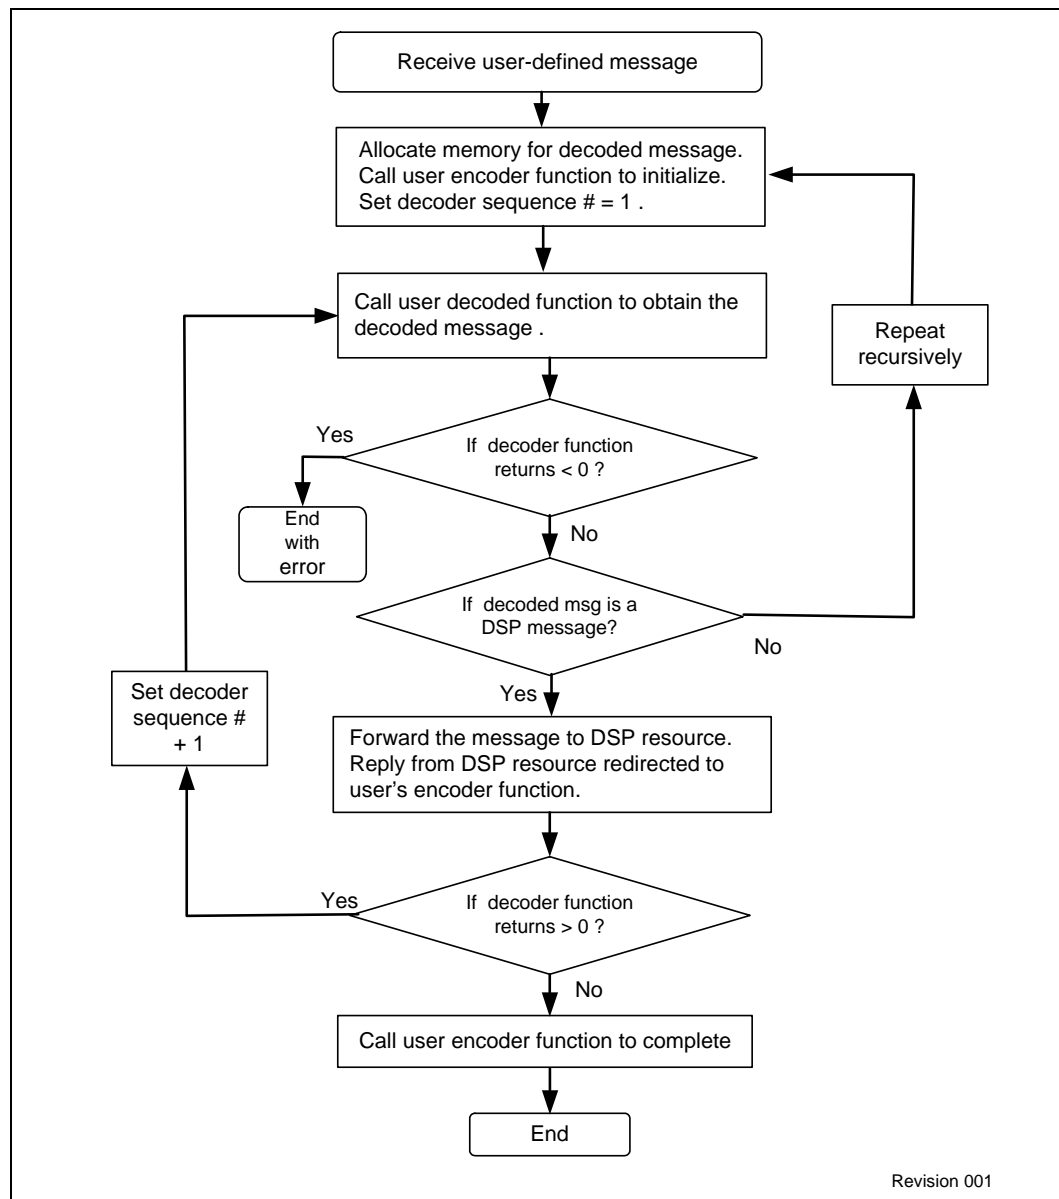 Receive user-defined message
Allocate memory for decoded message.
Call user encoder function to initialize.
Set decoder sequence # = 1 .
Call user decoded function to obtain the
decoded message .
Repeat
recursively
Yes
If decoder function
returns < 0 ?
End
with
error
No
If decoded msg is a
DSP message?
No
Yes
Set decoder
sequence #
+ 1
Forward the message to DSP resource.
Reply from DSP resource redirected to
user's encoder function.
Yes
If decoder function
returns > 0 ?
No
Call user encoder function to complete
End
Revision 001